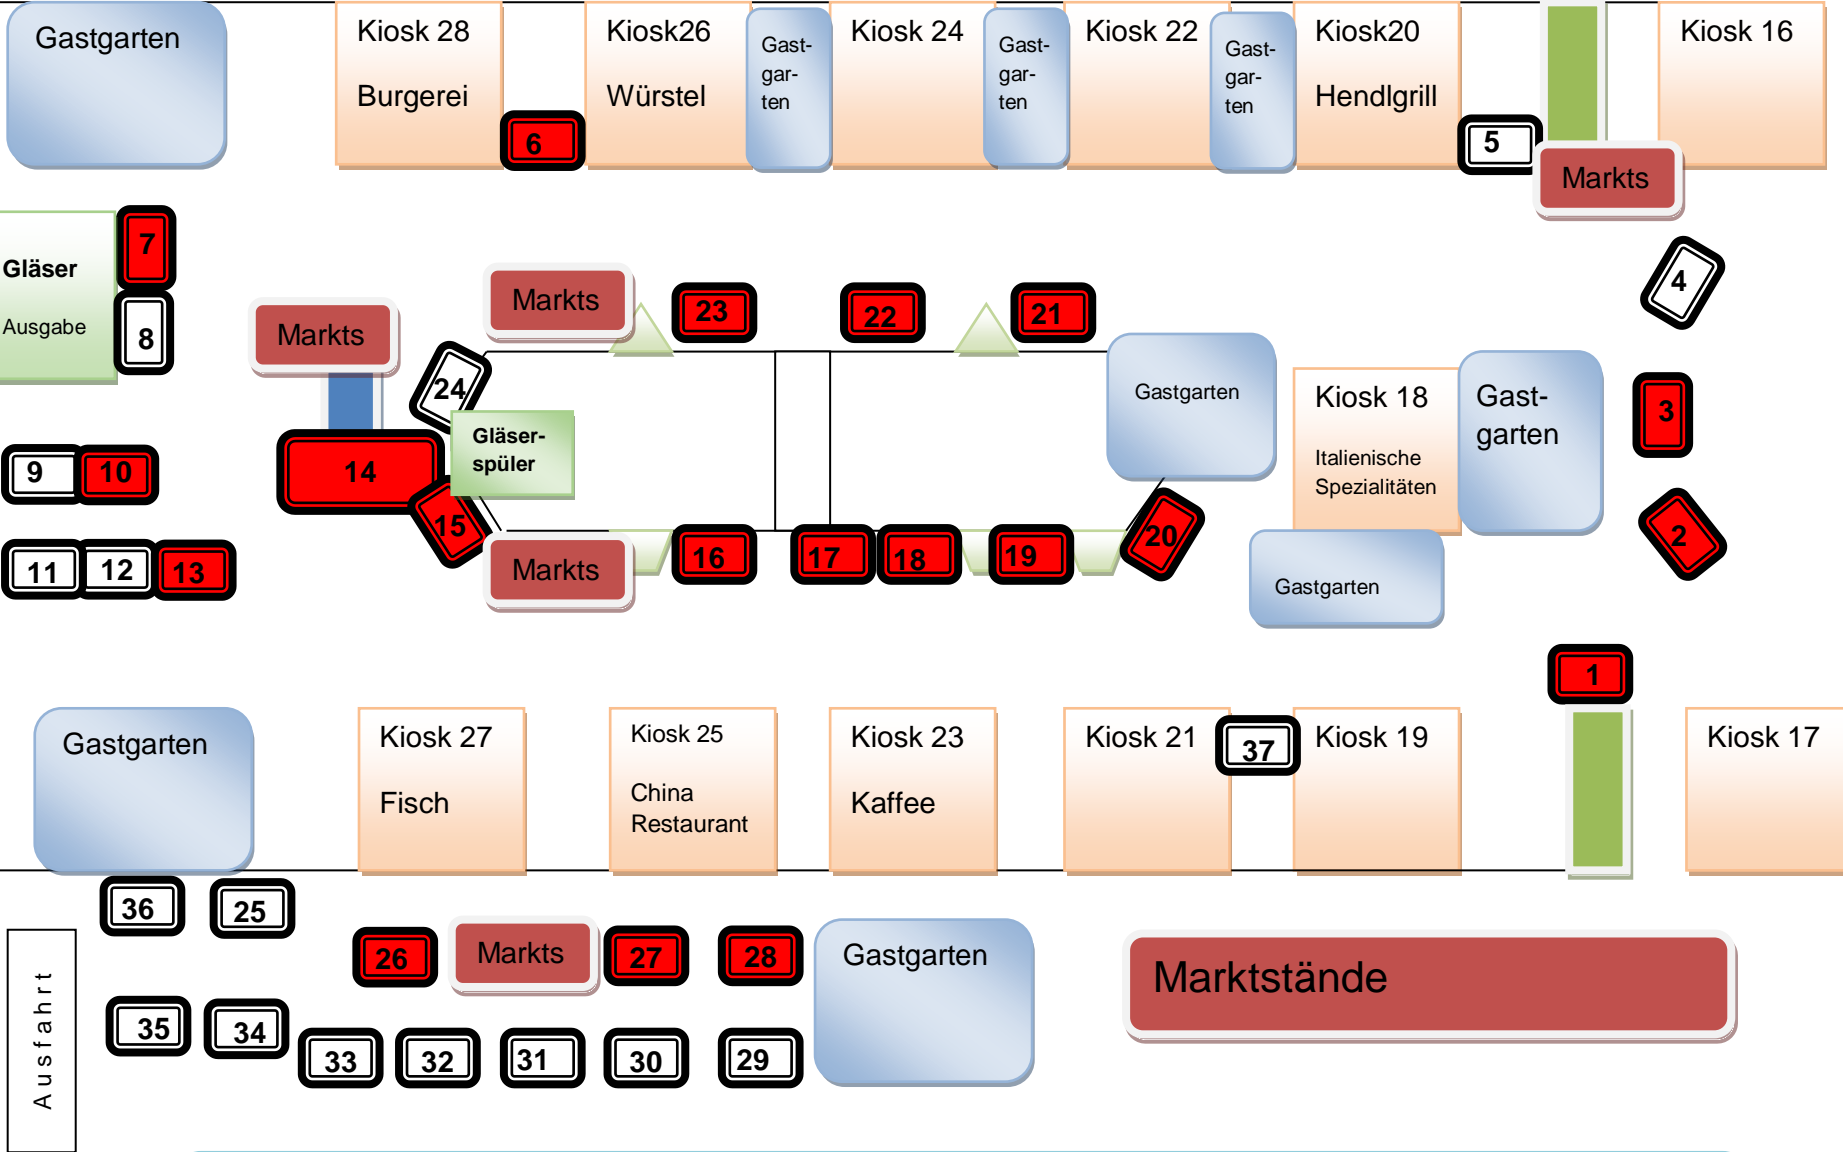 Gastgarten
Kiosk 28
Burgerei
Kiosk26
Würstel
Gast-
gar-
ten
Kiosk 24
Gast-
gar-
ten
Kiosk 22
Gast-
gar-
ten
Kiosk20
Hendlgrill
Kiosk 16
6
5
Markts
7
Gläser
Ausgabe
8
Markts
Markts
23
22
21
4
24
Gastgarten
Kiosk 18
Italienische
Spezialitäten
Gast-
garten
3
Gläser-
spüler
9
10
14
15
20
2
11
12
13
Markts
16
17
18
19
Gastgarten
1
Gastgarten
Kiosk 27
Fisch
Kiosk 25
China
Restaurant
Kiosk 23
Kaffee
Kiosk 21
37
Kiosk 19
Kiosk 17
36
25
26
Markts
27
28
Gastgarten
Marktstände
Ausfahrt
35
34
33
32
31
30
29